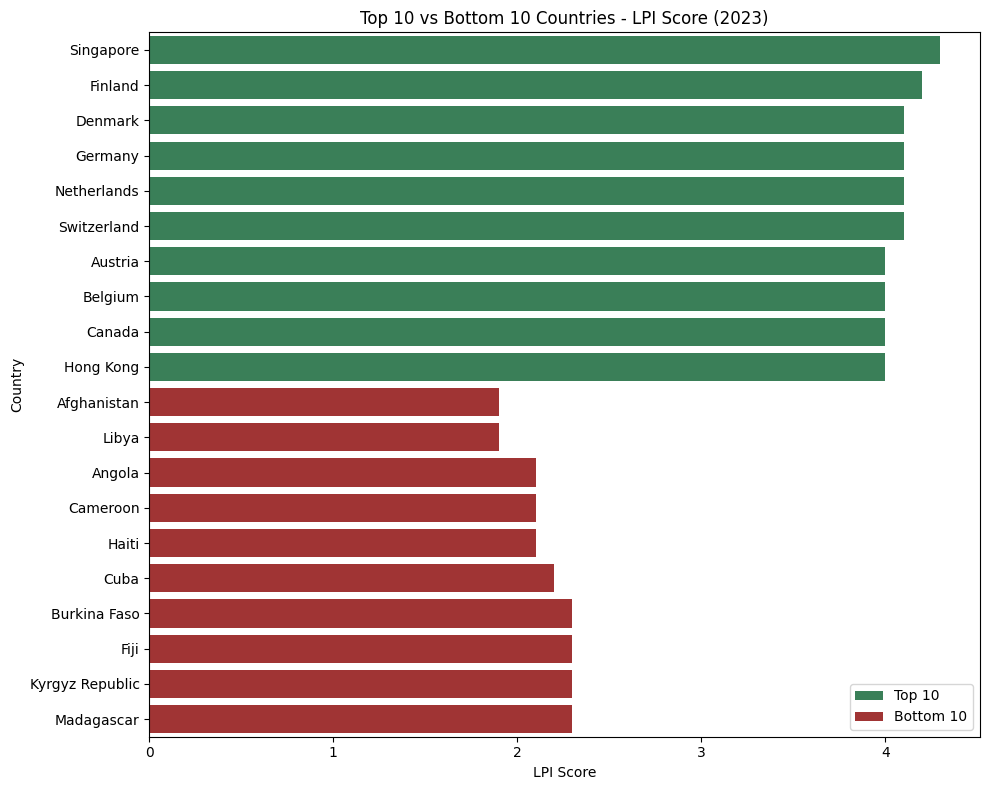 Top 10 vs Bottom 10 Countries - LPI Score (2023)
Country
Singapore
Finland
Denmark
Germany
Netherlands
Switzerland
Austria
Belgium
Canada
Hong Kong
Afghanistan
Libya
Angola
Cameroon
Haiti
Cuba
Burkina Faso
Fiji
Kyrgyz Republic
Madagascar
Top 10
Bottom 10
0 1 2 3 4
LPI Score